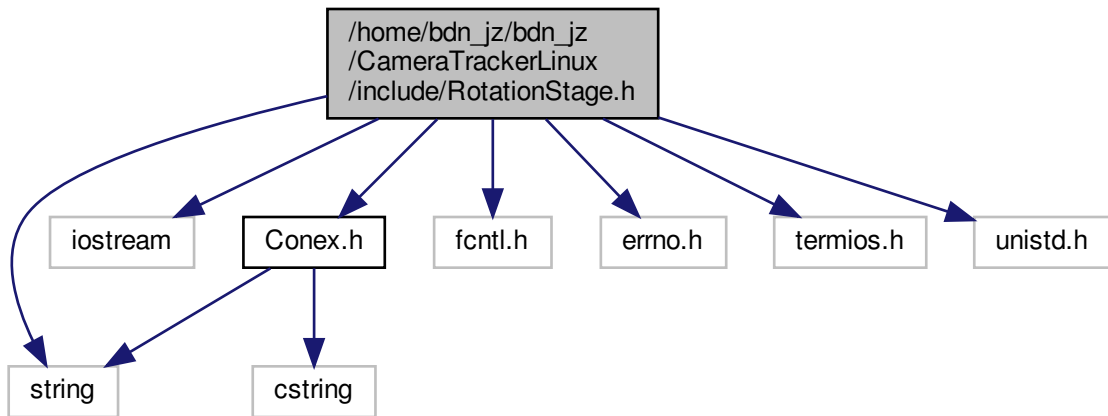 /home/bdn_jz/bdn_jz
/CameraTrackerLinux
/include/RotationStage.h
iostream
Conex.h
fcntl.h
errno.h
termios.h
unistd.h
string
cstring